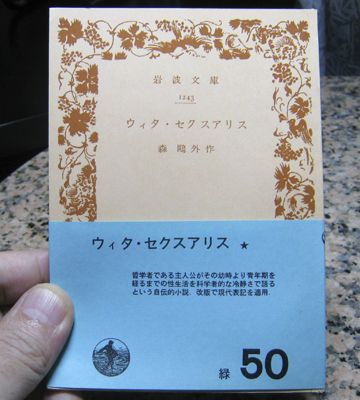 岩波文庫
1243
ウィタ・セクスアリス
森鴎外作
ウィタ・セクスアリス ★
哲学者である主人公がその幼時より青年期を
経るまでの性生活を科学者的な冷静さで語る
という自伝的小説. 改版で現代表記を適用.
緑 50